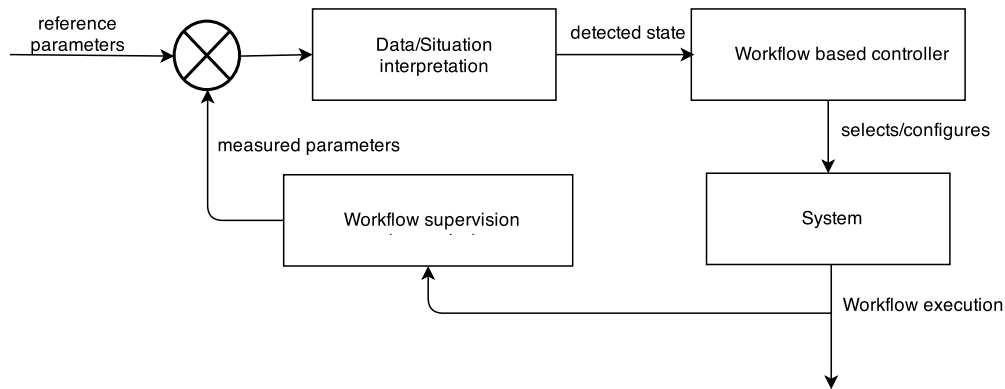 reference
parameters
Data/Situation
interpretation
detected state
Workflow based controller
selects/configures
measured parameters
Workflow supervision
System
Workflow execution